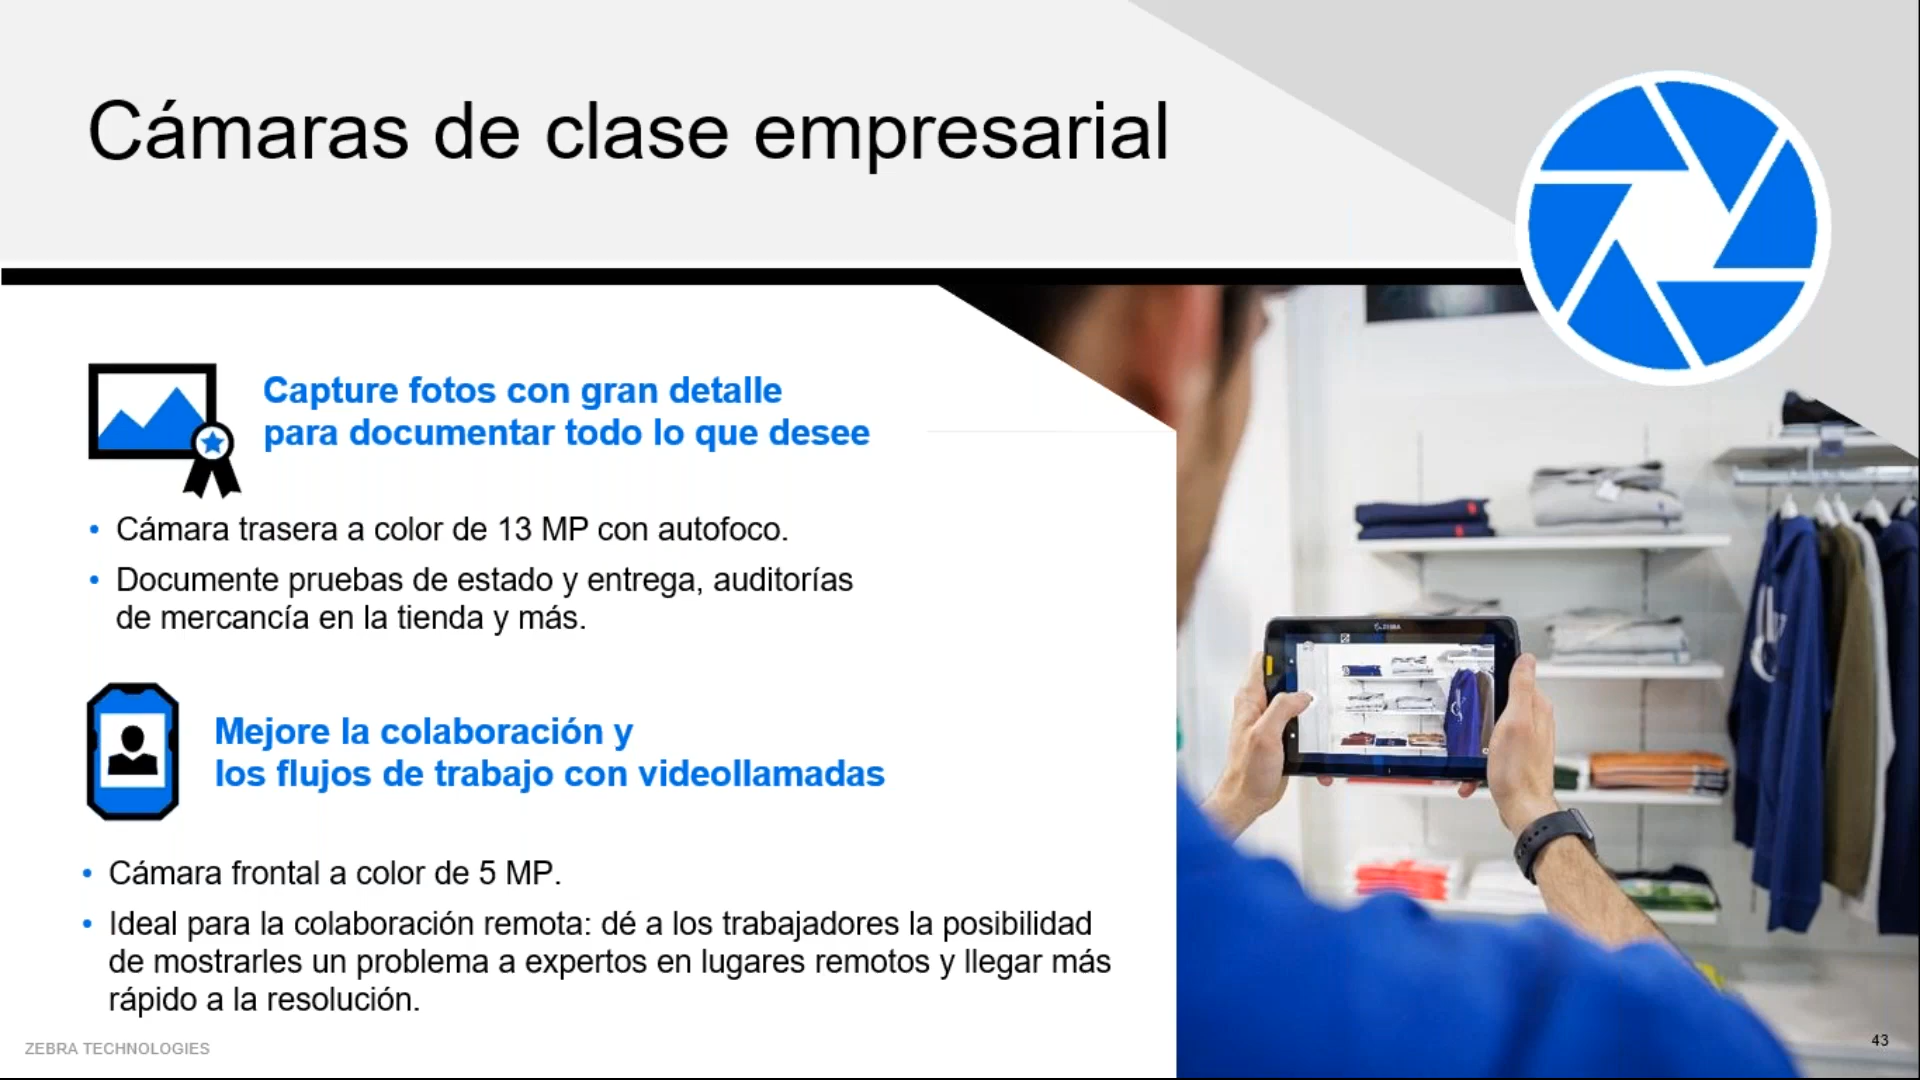 Cámaras de clase empresarial
Capture fotos con gran detalle
para documentar todo lo que desee
• Cámara trasera a color de 13 MP con autofoco.
• Documente pruebas de estado y entrega, auditorías
de mercancía en la tienda y más.
Mejore la colaboración y
los flujos de trabajo con videollamadas
• Cámara frontal a color de 5 MP.
• Ideal para la colaboración remota: dé a los trabajadores la posibilidad
de mostrarles un problema a expertos en lugares remotos y llegar más
rápido a la resolución.
ZEBRA TECHNOLOGIES
43
ZEBRA